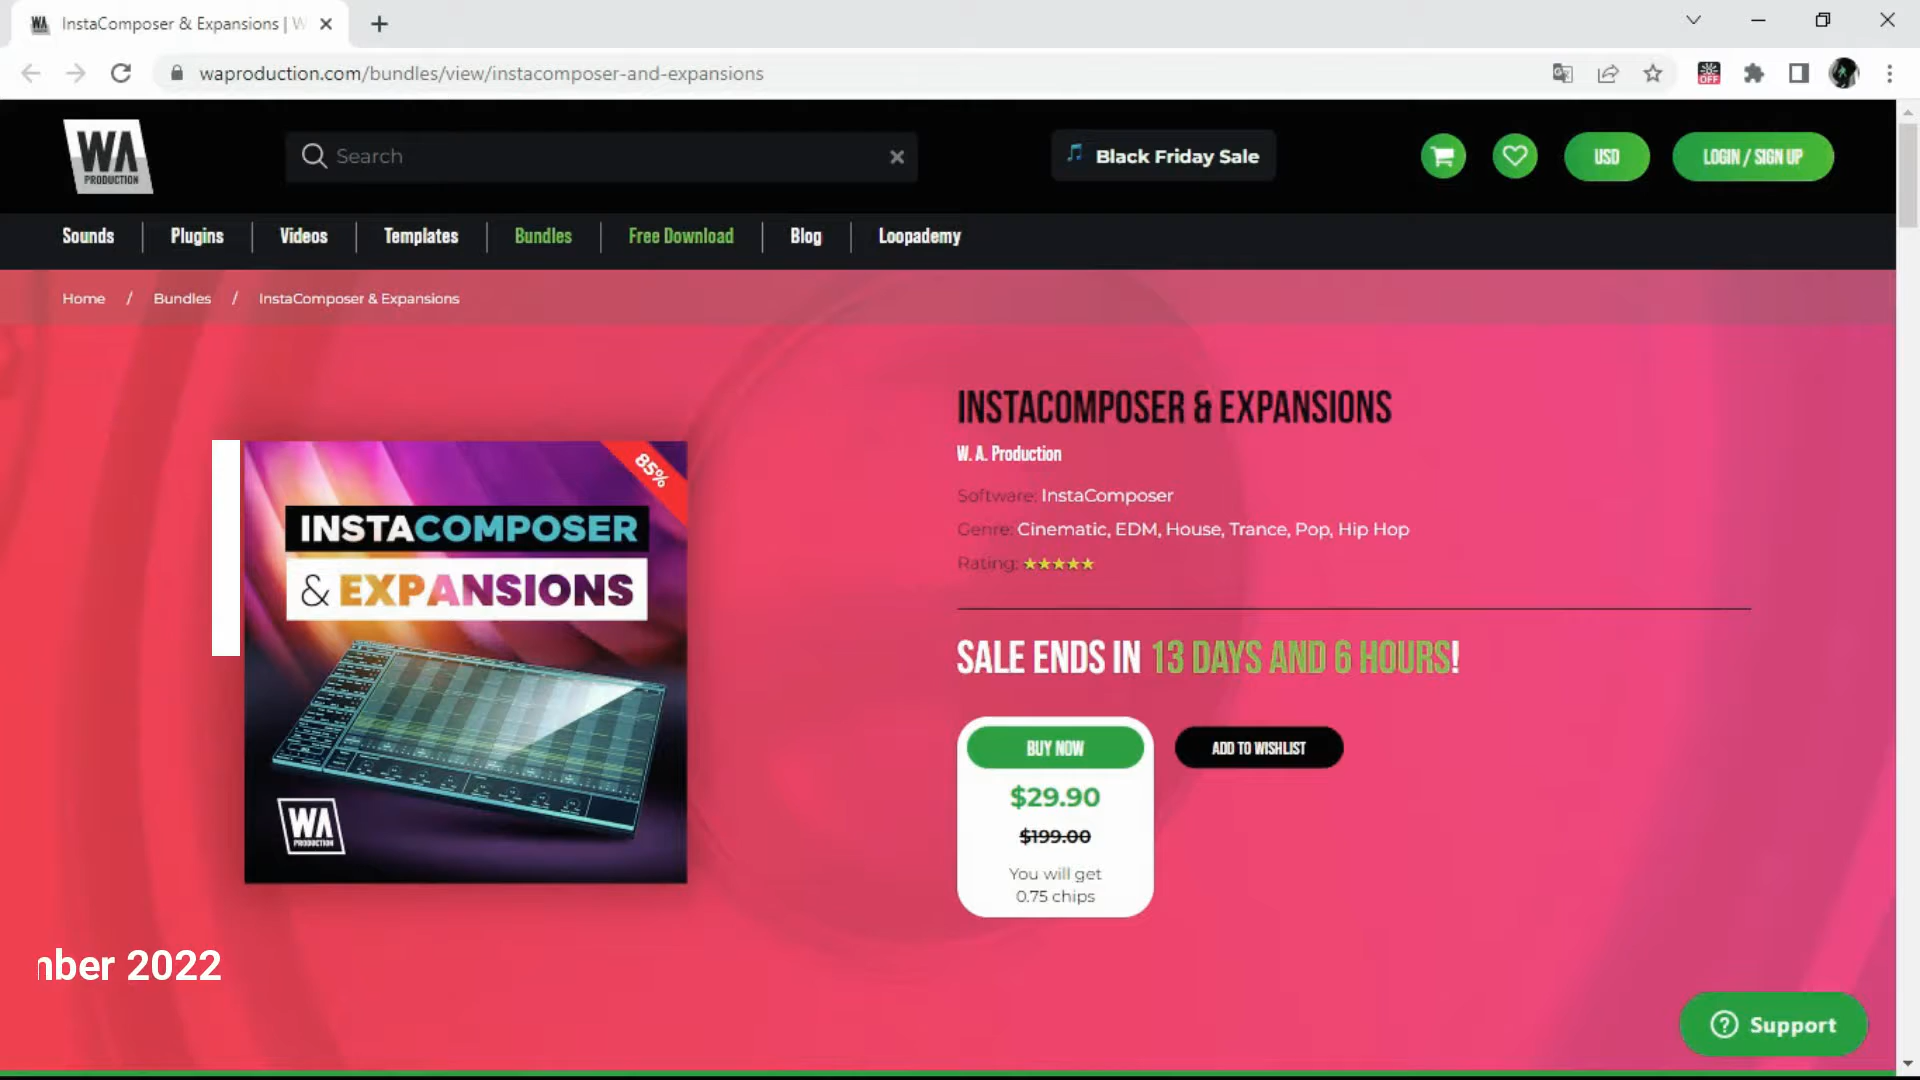 InstaComposer & Expansions | W
waproduction.com/bundles/view/instacomposer-and-expansions
OFF
WA
PRODUCTION
Search
Black Friday Sale
USD
LOGIN / SIGN UP
Sounds
Plugins
Videos
Templates
Bundles
Free Download
Blog
Loopademy
Home / Bundles / InstaComposer & Expansions
85%
INSTACOMPOSER
& EXPANSIONS
WA
PRODUCTION
INSTACOMPOSER & EXPANSIONS
W. A. Production
Software: InstaComposer
Genre: Cinematic, EDM, House, Trance, Pop, Hip Hop
Rating: ★★★★★
SALE ENDS IN 13 DAYS AND 6 HOURS!
BUY NOW
ADD TO WISHLIST
$29.90
$199.00
You will get
0.75 chips
mber 2022
Support